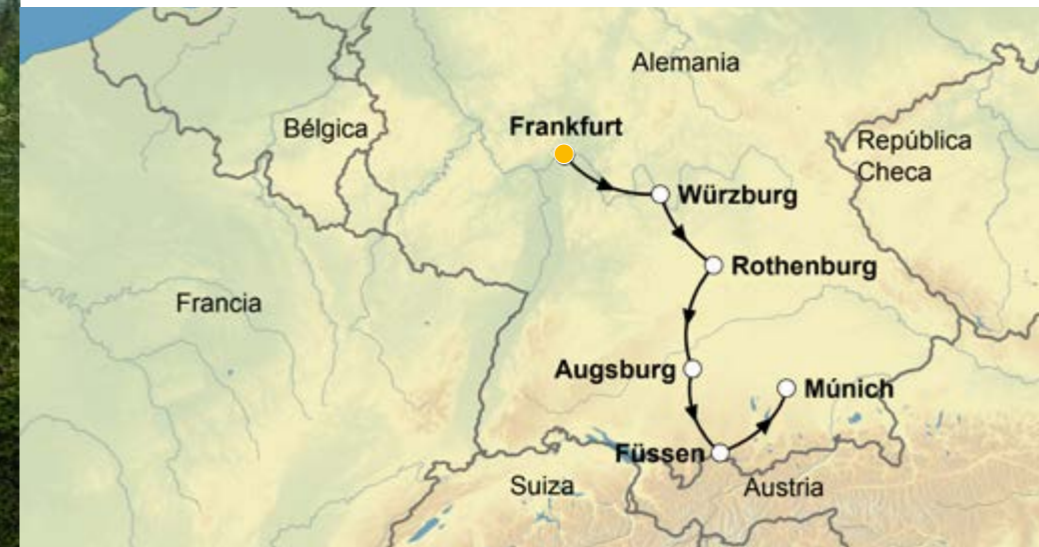 Alemania
Frankfurt
Bélgica
República
Checa
Würzburg
Rothenburg
Francia
Augsburg
Múnich
Füssen
Suiza
Austria